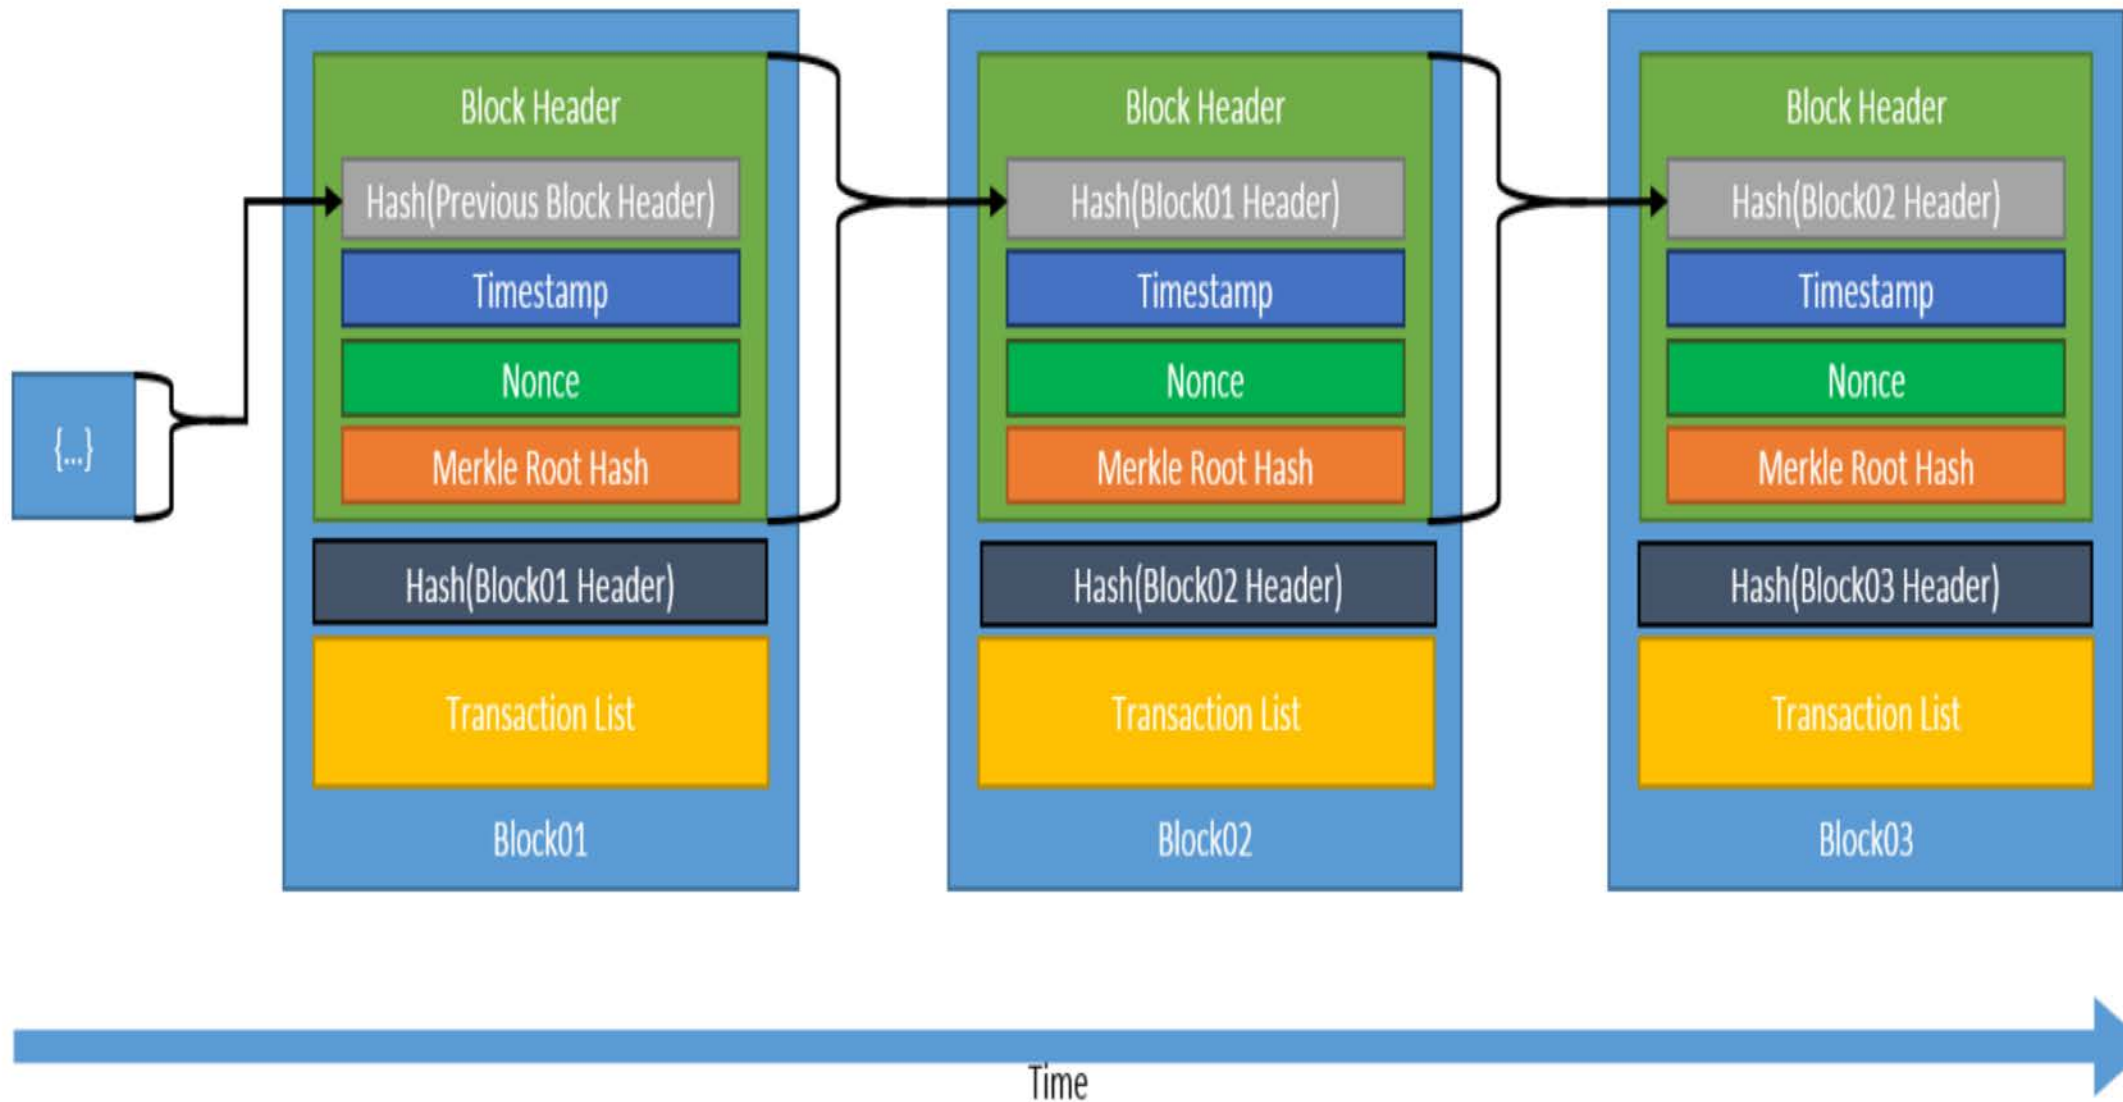 {...}
Block Header
Hash(Previous Block Header)
Timestamp
Nonce
Merkle Root Hash
Hash(Block01 Header)
Transaction List
Block01
Block Header
Hash(Block01 Header)
Timestamp
Nonce
Merkle Root Hash
Hash(Block02 Header)
Transaction List
Block02
Block Header
Hash(Block02 Header)
Timestamp
Nonce
Merkle Root Hash
Hash(Block03 Header)
Transaction List
Block03
Time